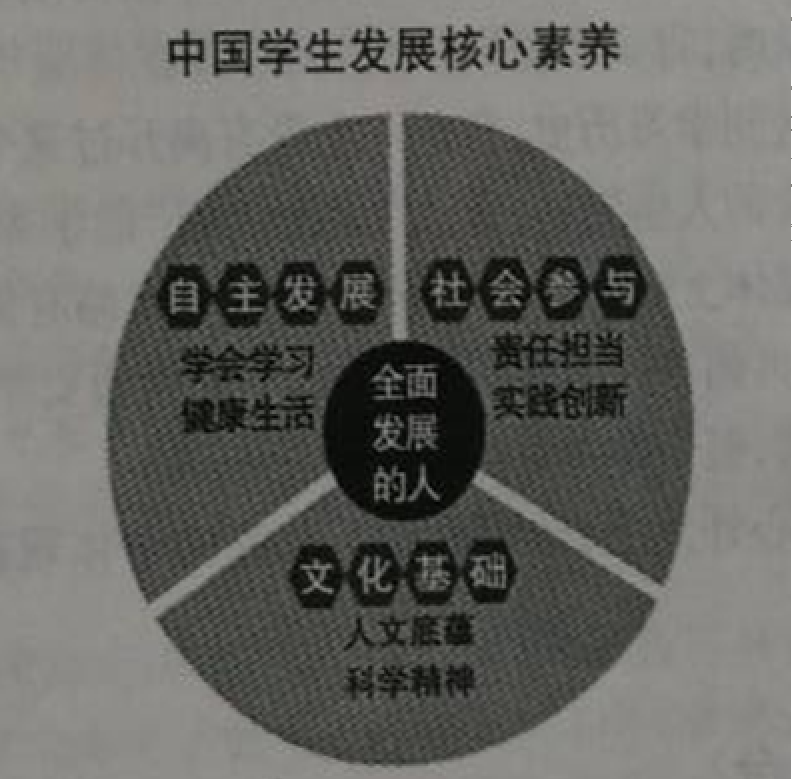 中国学生发展核心素养
自主发展
学会学习
健康生活
社会参与
责任担当
实践创新
全面
发展
的人
文化基础
人文底蕴
科学精神